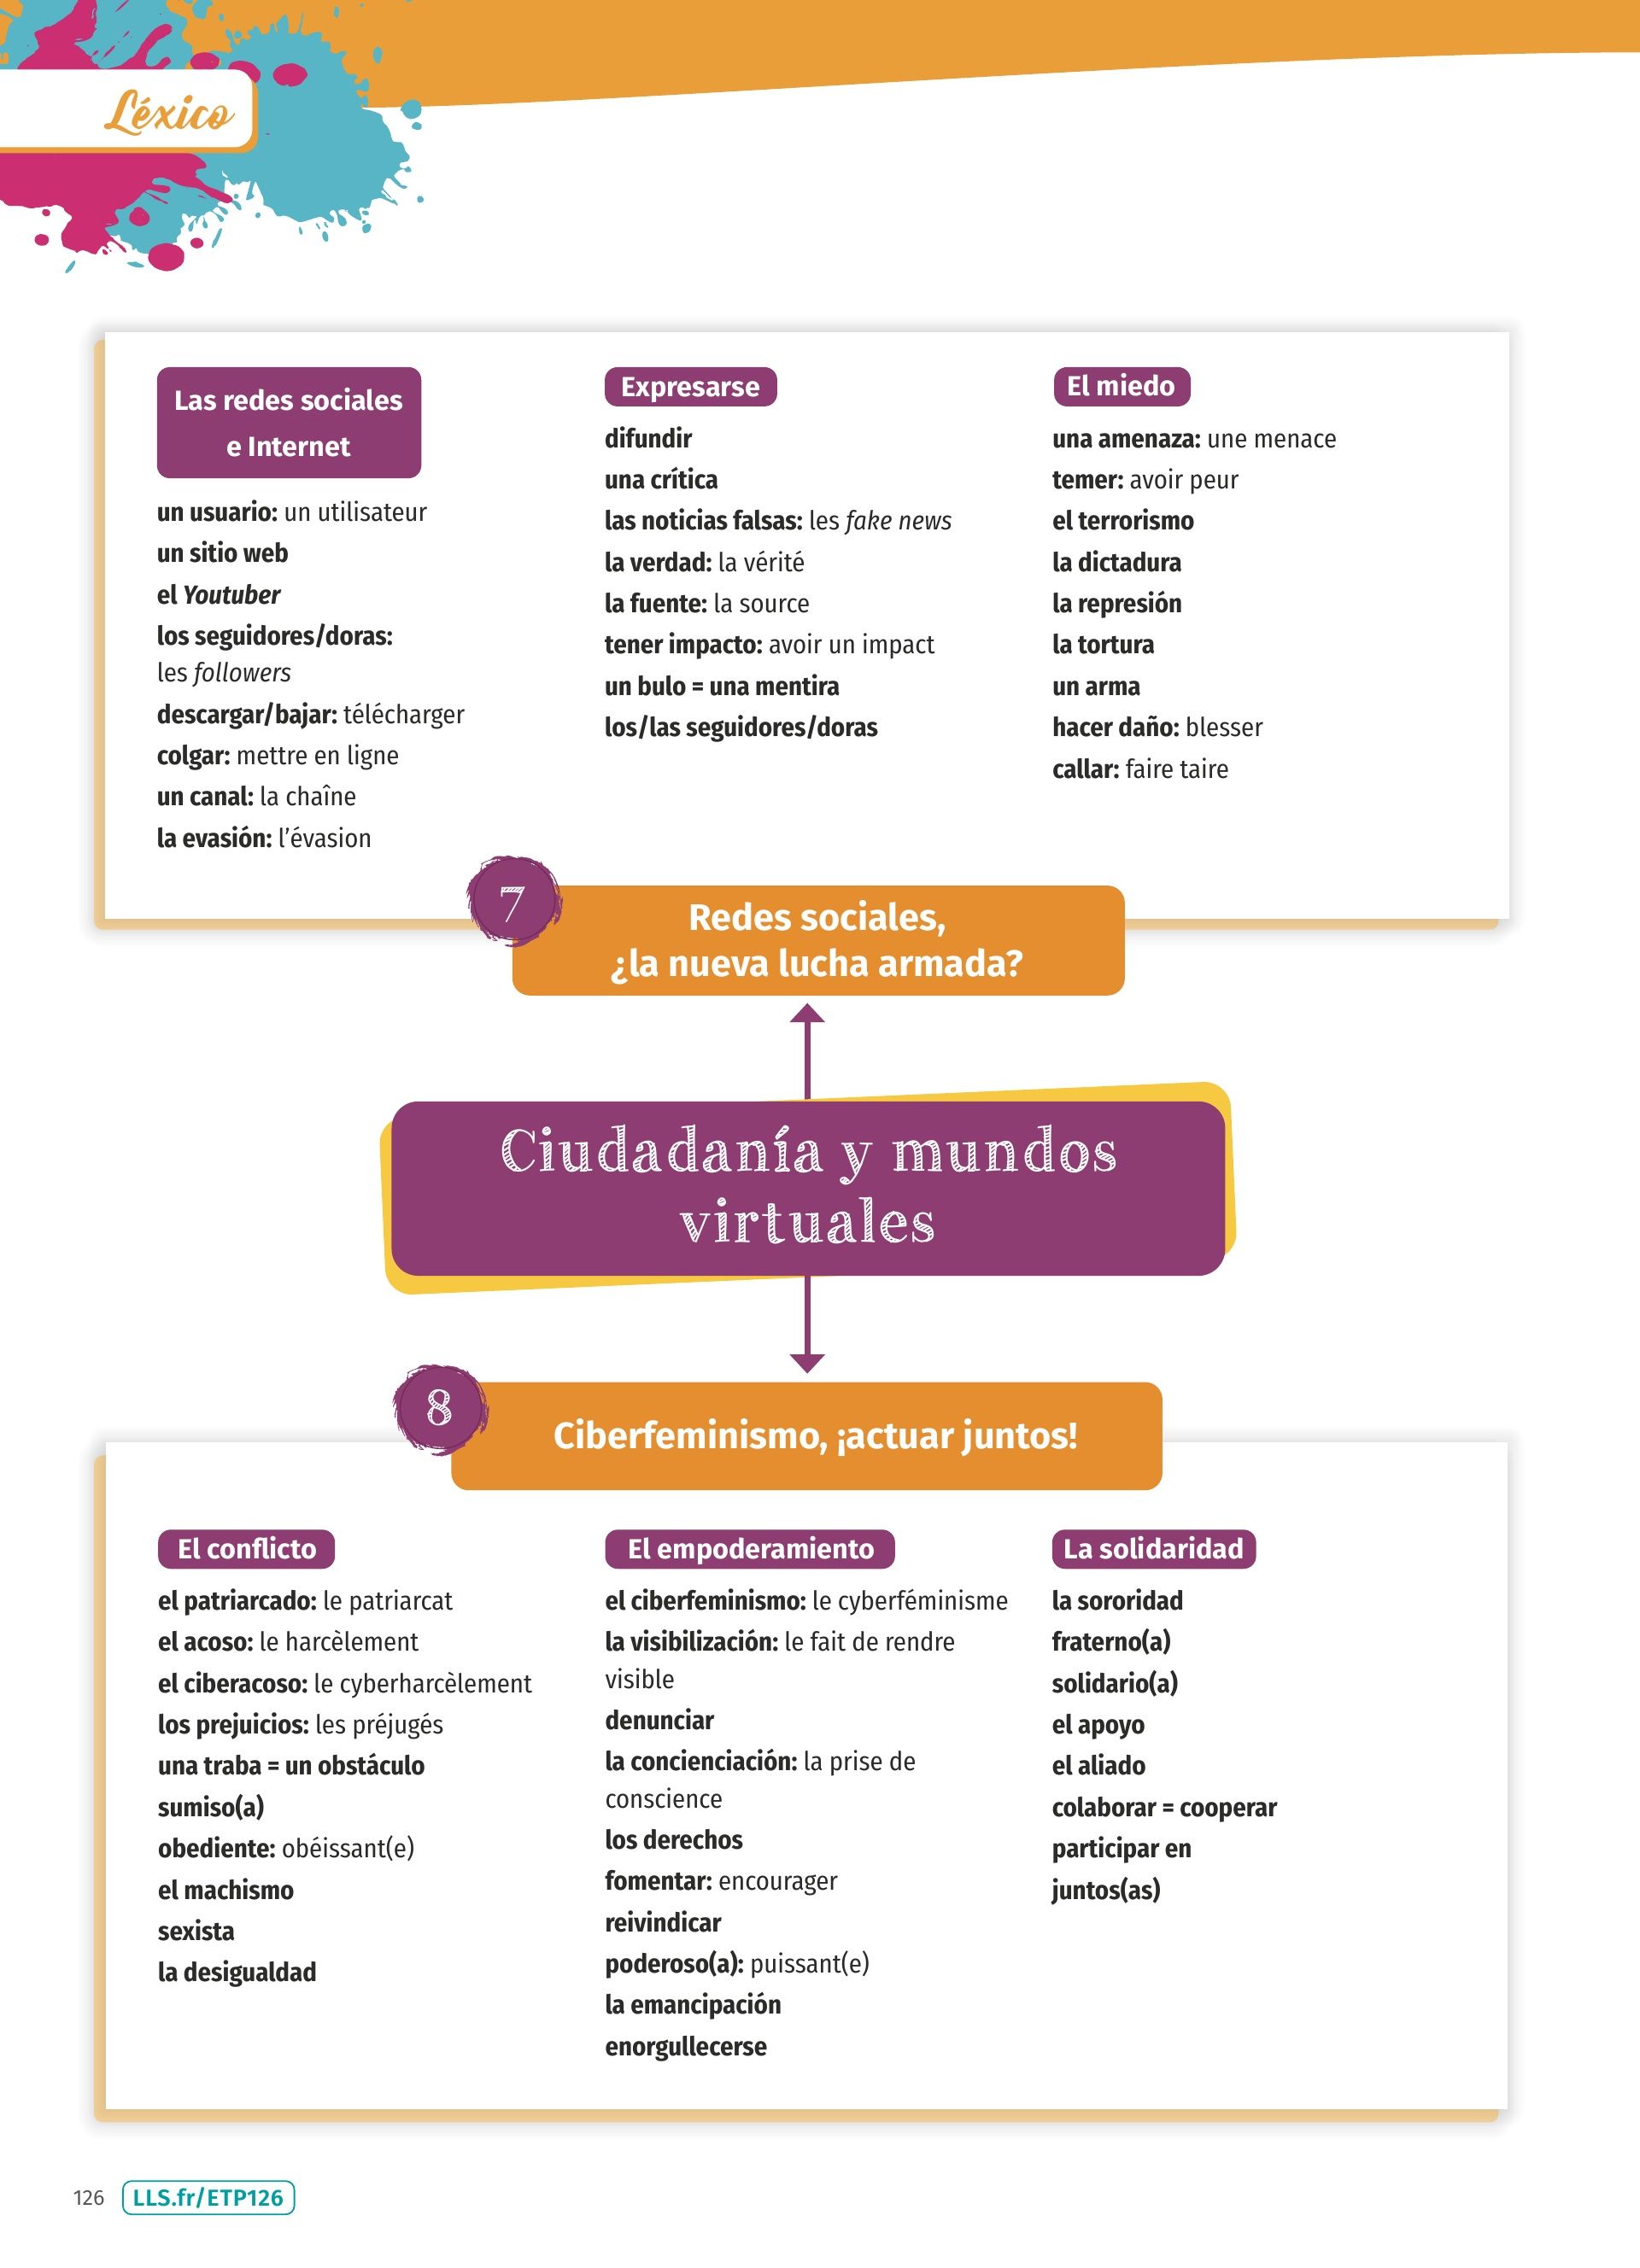 Léxico
Las redes sociales
e Internet
un usuario: un utilisateur
un sitio web
el Youtuber
los seguidores/doras:
les followers
descargar/bajar: télécharger
colgar: mettre en ligne
un canal: la chaîne
la evasión: l'évasion
Expresarse
difundir
una crítica
las noticias falsas: les fake news
la verdad: la vérité
la fuente: la source
tener impacto: avoir un impact
un bulo = una mentira
los/las seguidores/doras
El miedo
una amenaza: une menace
temer: avoir peur
el terrorismo
la dictadura
la represión
la tortura
un arma
hacer daño: blesser
callar: faire taire
7
Redes sociales,
¿la nueva lucha armada?
Ciudadanía y mundos
virtuales
8
Ciberfeminismo, ¡actuar juntos!
El conflicto
el patriarcado: le patriarcat
el acoso: le harcèlement
el ciberacoso: le cyberharcèlement
los prejuicios: les préjugés
una traba = un obstáculo
sumiso(a)
obediente: obéissant(e)
el machismo
sexista
la desigualdad
El empoderamiento
el ciberfeminismo: le cyberféminisme
la visibilización: le fait de rendre
visible
denunciar
la concienciación: la prise de
conscience
los derechos
fomentar: encourager
reivindicar
poderoso(a): puissant(e)
la emancipación
enorgullecerse
La solidaridad
la sororidad
fraterno(a)
solidario(a)
el apoyo
el aliado
colaborar = cooperar
participar en
juntos(as)
126
LLS.fr/ETP126